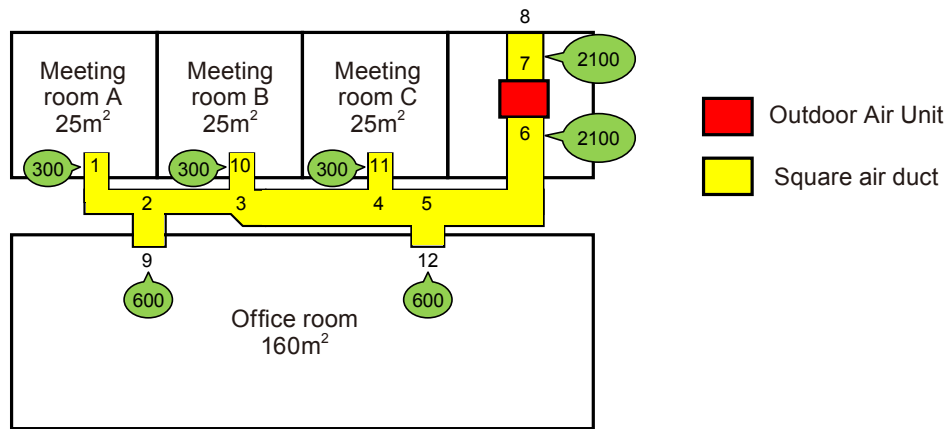 8
7
2100
Meeting
room A
25m²
Meeting
room B
25m²
Meeting
room C
25m²
Outdoor Air Unit
6
2100
300
1
300
10
300
11
Square air duct
2
3
4
5
9
12
600
600
Office room
160m²